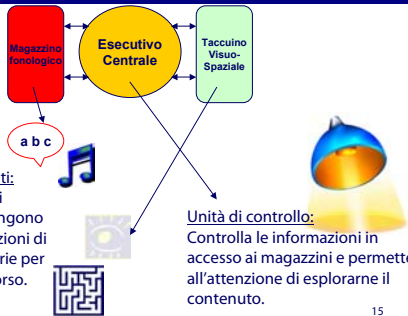 Magazzino
fonologico
Esecutivo
Centrale
Taccuino
Visuo-
Spaziale
a b c
ti:
i
ngono
zioni di
rie per
orso.
Unità di controllo:
Controlla le informazioni in
accesso ai magazzini e permette
all'attenzione di esplorarne il
contenuto.
15